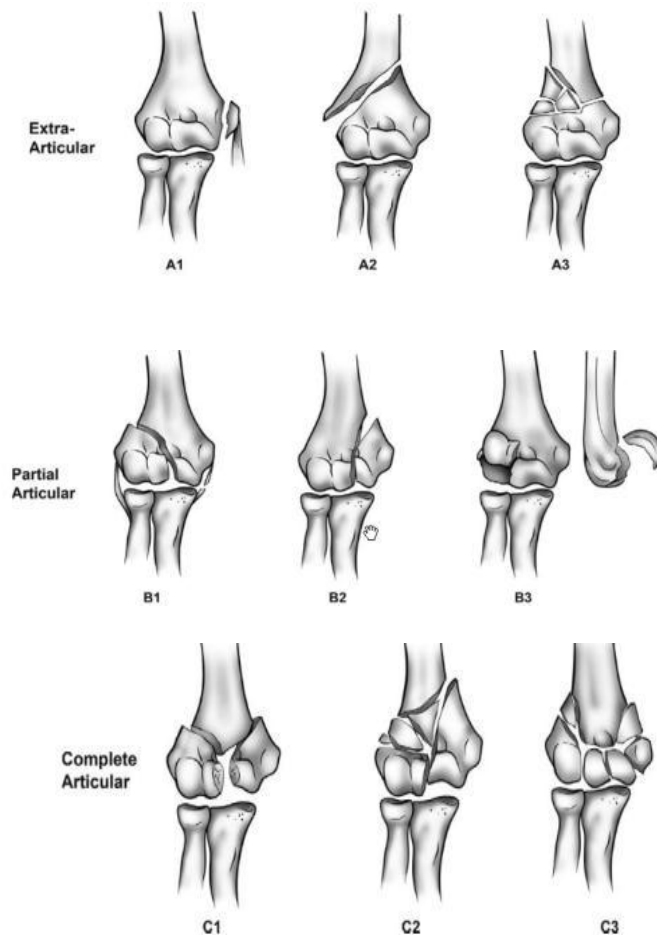 Extra-
Articular
A1
A2
A3
Partial
Articular
B1
B2
B3
Complete
Articular
C1
C2
C3